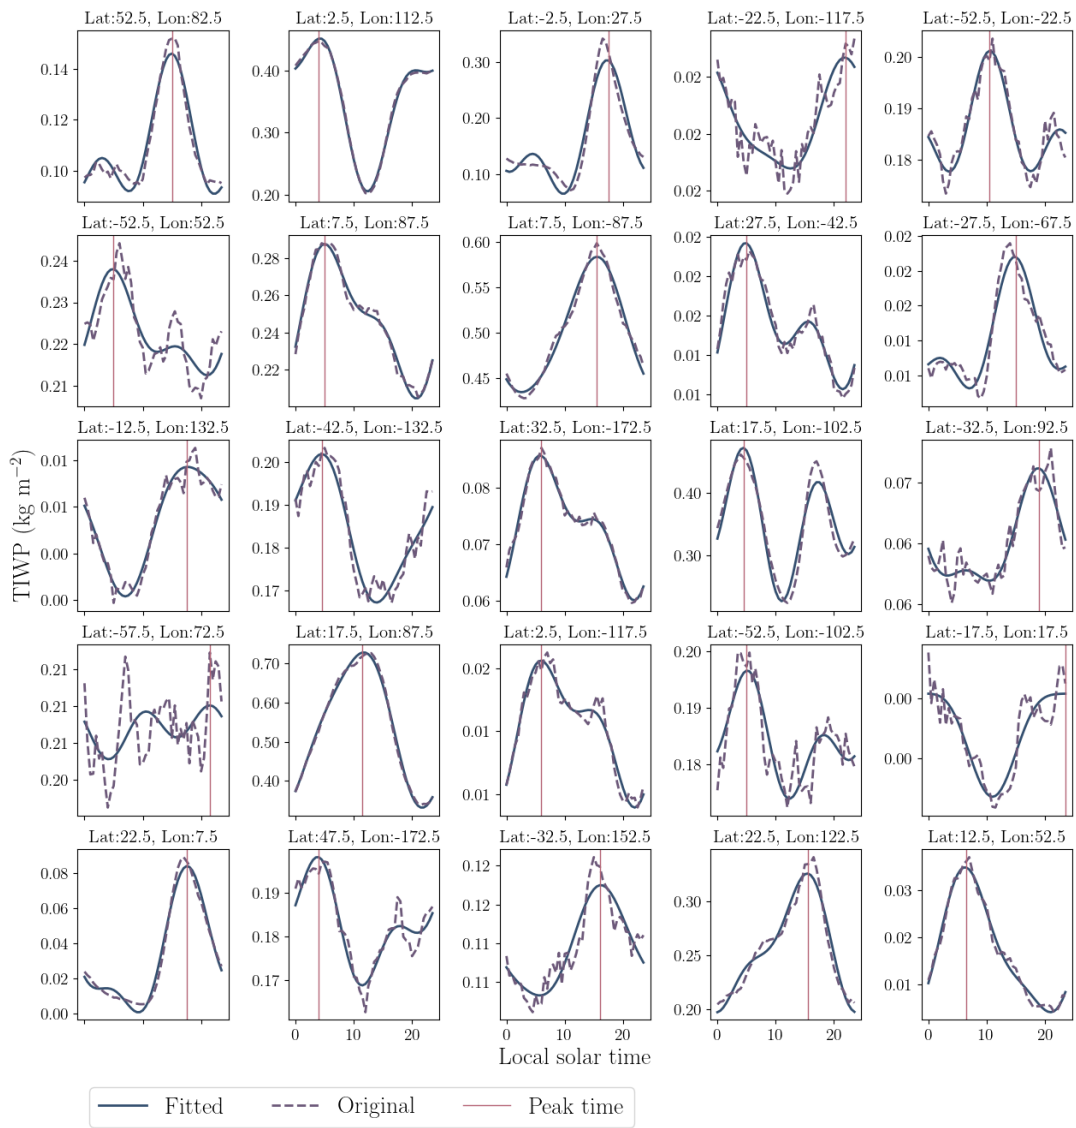 Lat:52.5, Lon:82.5 Lat:2.5, Lon:112.5 Lat:-2.5, Lon:27.5 Lat:-22.5, Lon:-117.5 Lat:-52.5, Lon:-22.5
0.14 0.12 0.10
0.40 0.30 0.20
0.30 0.20 0.10
0.02 0.02 0.02
0.20 0.19 0.18
Lat:-52.5, Lon:52.5 Lat:7.5, Lon:87.5 Lat:7.5, Lon:-87.5 Lat:27.5, Lon:-42.5 Lat:-27.5, Lon:-67.5
0.24 0.23 0.22 0.21
0.28 0.26 0.24 0.22
0.60 0.55 0.50 0.45
0.02 0.02 0.02 0.01 0.01
0.02 0.02 0.02 0.01 0.01
Lat:-12.5, Lon:132.5 Lat:-42.5, Lon:-132.5 Lat:32.5, Lon:-172.5 Lat:17.5, Lon:-102.5 Lat:-32.5, Lon:92.5
0.01 0.01 0.00 0.00
0.20 0.19 0.18 0.17
0.08 0.07 0.06
0.40 0.30
0.07 0.06 0.06
TIWP (kg m−2)
Lat:-57.5, Lon:72.5 Lat:17.5, Lon:87.5 Lat:2.5, Lon:-117.5 Lat:-52.5, Lon:-102.5 Lat:-17.5, Lon:17.5
0.21 0.21 0.21 0.20
0.70 0.60 0.50 0.40
0.02 0.01 0.01
0.20 0.19 0.18
0.00 0.00
Lat:22.5, Lon:7.5 Lat:47.5, Lon:-172.5 Lat:-32.5, Lon:152.5 Lat:22.5, Lon:122.5 Lat:12.5, Lon:52.5
0.08 0.06 0.04 0.02 0.00
0.19 0.18 0.17
0.12 0.12 0.11 0.11
0.30 0.25 0.20
0.03 0.02 0.01
0 10 20 0 10 20 0 10 20 0 10 20
Local solar time
Fitted Original Peak time